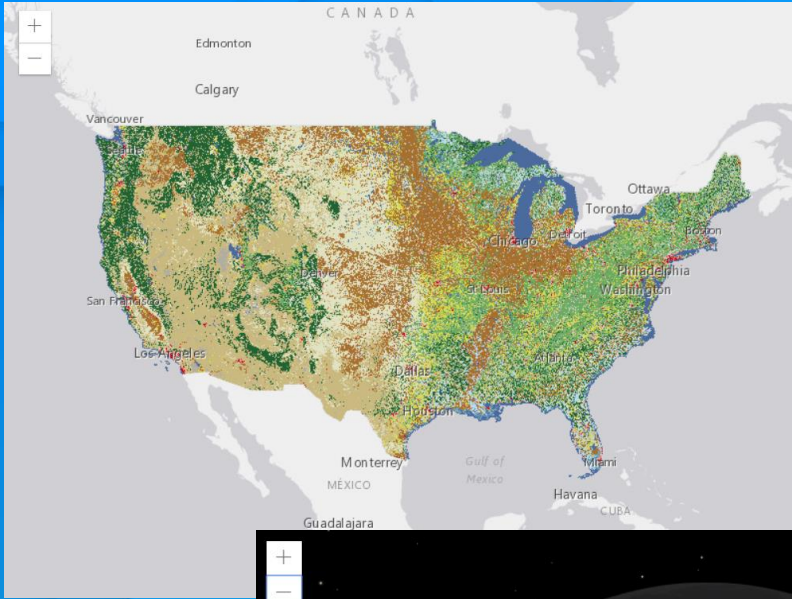 CANADA
+
−
Edmonton
Calgary
Vancouver
Seattle
Ottawa
Toronto
Boston
Detroit
Chicago
Philadelphia
Denver
St Louis
Washington
San Francisco
Los Angeles
Atlanta
Dallas
Houston
Monterrey
Gulf of
Mexico
Miami
MÉXICO
Havana
CUBA
Guadalajara
+
−